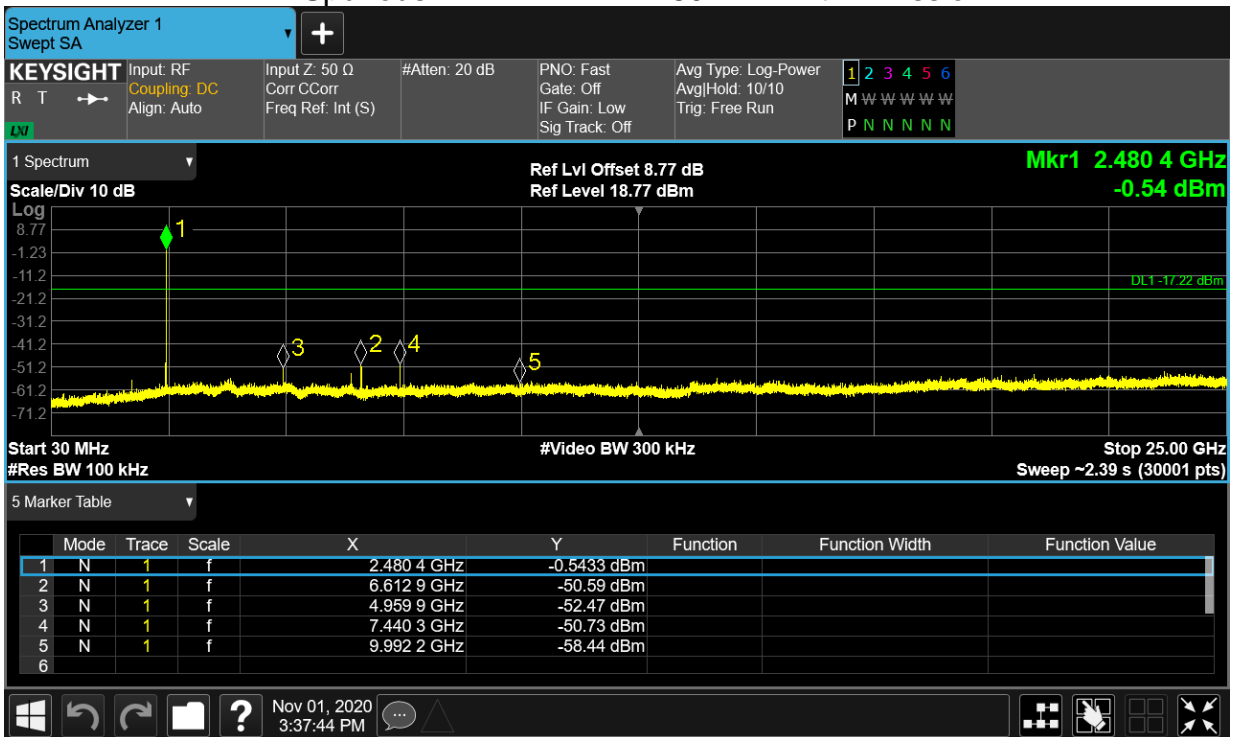 Spectrum Analyzer 1
Swept SA
+
KEYSIGHT
R T
LXI
Input: RF
Coupling: DC
Align: Auto
Input Z: 50 Ω
Corr CCorr
Freq Ref: Int (S)
#Atten: 20 dB
PNO: Fast
Gate: Off
IF Gain: Low
Sig Track: Off
Avg Type: Log-Power
Avg|Hold: 10/10
Trig: Free Run
1 2 3 4 5 6
M W W W W W
P N N N N N
1 Spectrum
Scale/Div 10 dB
Ref Lvl Offset 8.77 dB
Ref Level 18.77 dBm
Mkr1 2.480 4 GHz
-0.54 dBm
Log
8.77
-1.23
-11.2
-21.2
-31.2
-41.2
-51.2
-61.2
-71.2
1
3
2
4
5
DL1 -17.22 dBm
Start 30 MHz
#Res BW 100 kHz
#Video BW 300 kHz
Stop 25.00 GHz
Sweep ~2.39 s (30001 pts)
5 Marker Table
Mode Trace Scale X Y Function Function Width Function Value
1 N 1 f 2.480 4 GHz -0.5433 dBm
2 N 1 f 6.612 9 GHz -50.59 dBm
3 N 1 f 4.959 9 GHz -52.47 dBm
4 N 1 f 7.440 3 GHz -50.73 dBm
5 N 1 f 9.992 2 GHz -58.44 dBm
6
?
Nov 01, 2020
3:37:44 PM